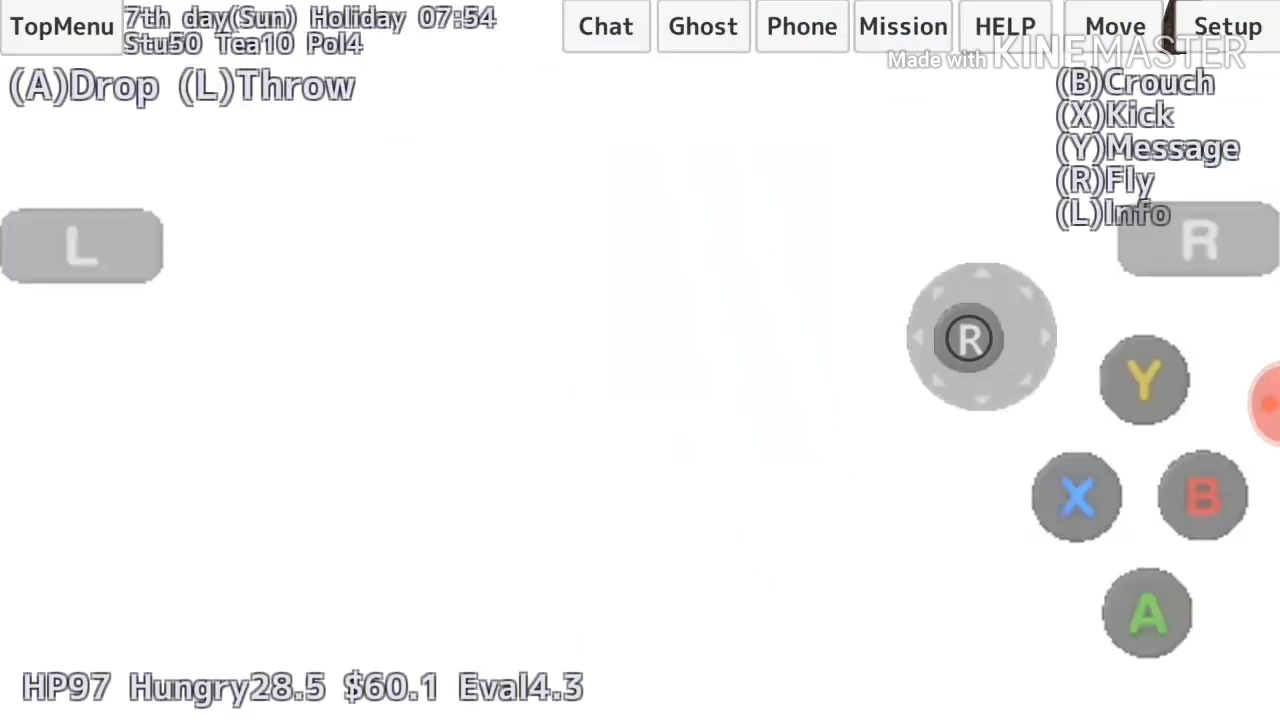 TopMenu
7th day(Sun) Holiday 07:54
Stu50 Tea10 Pol4
Chat
Ghost
Phone
Mission
HELP
Move
Setup
Made with KINEMASTER
(A)Drop (L)Throw
(B)Crouch
(X)Kick
(Y)Message
(R)Fly
(L)Info
L
R
R
Y
X
B
A
HP97 Hungry28.5 $60.1 Eval4.3